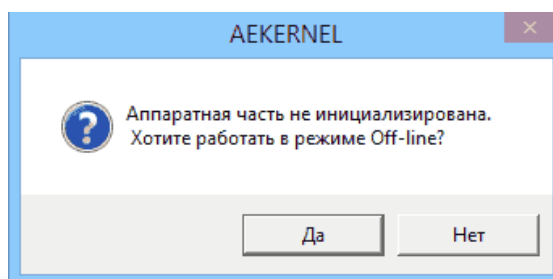 AEKERNEL
Аппаратная часть не инициализирована.
Хотите работать в режиме Off-line?
Да
Нет